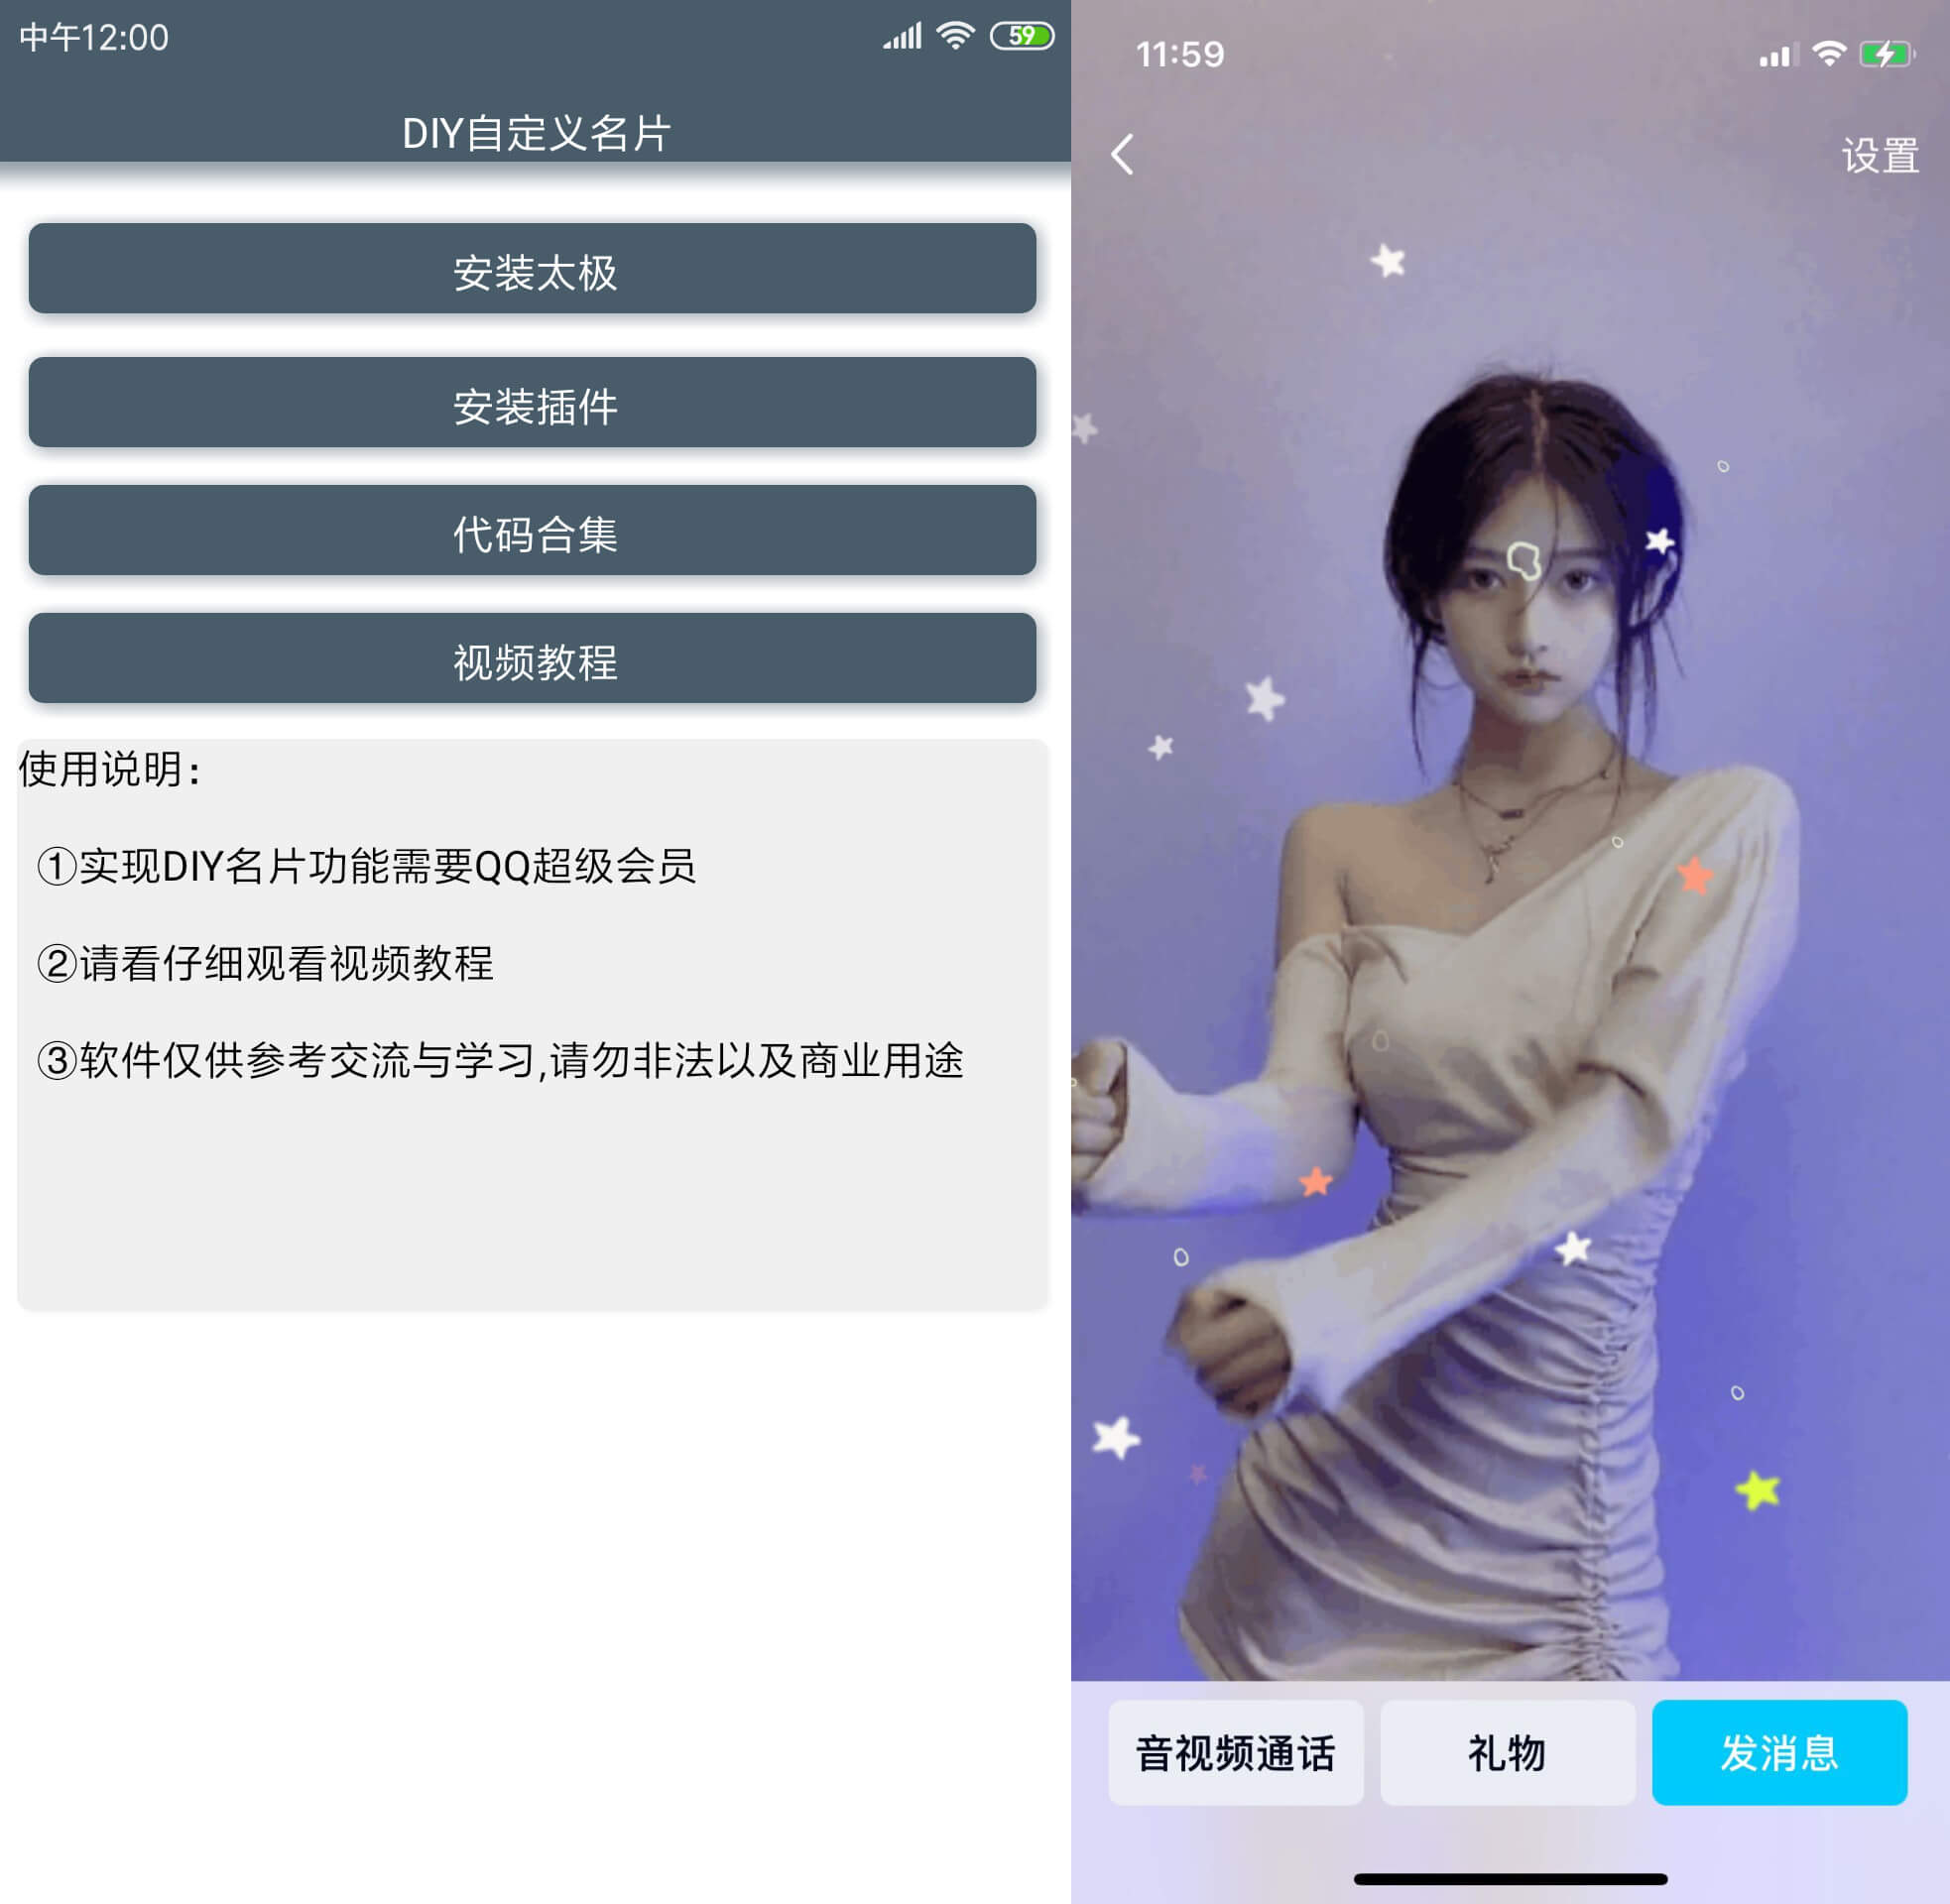 中午12:00
59
DIY自定义名片
安装太极
安装插件
代码合集
视频教程
使用说明：
①实现DIY名片功能需要QQ超级会员
②请看仔细观看视频教程
③软件仅供参考交流与学习,请勿非法以及商业用途
11:59
设置
音视频通话
礼物
发消息